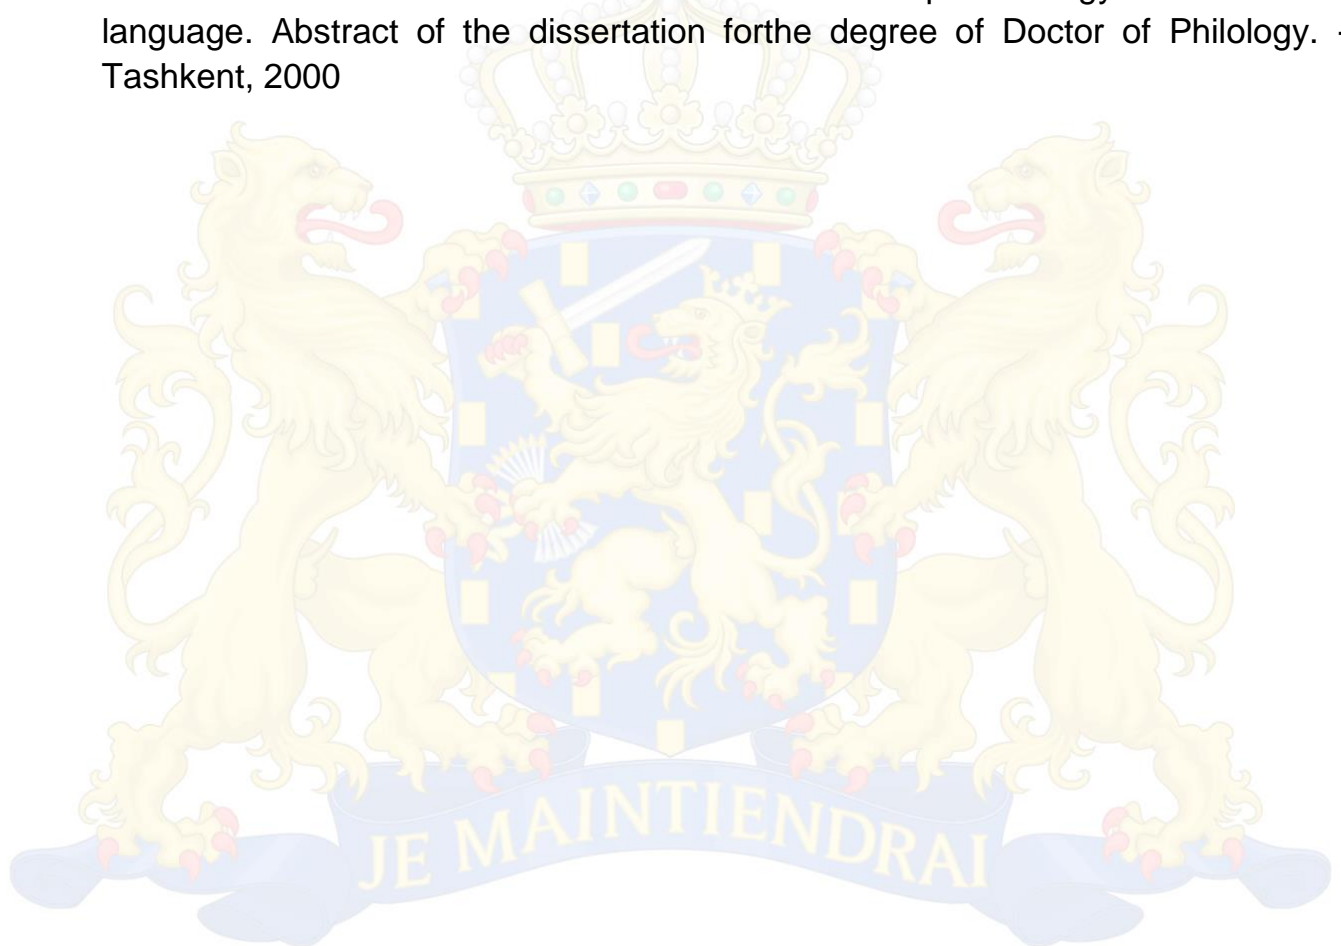 language. Abstract of the dissertation forthe degree of Doctor of Philology. -
Tashkent, 2000
JE MAINTIENDRAI